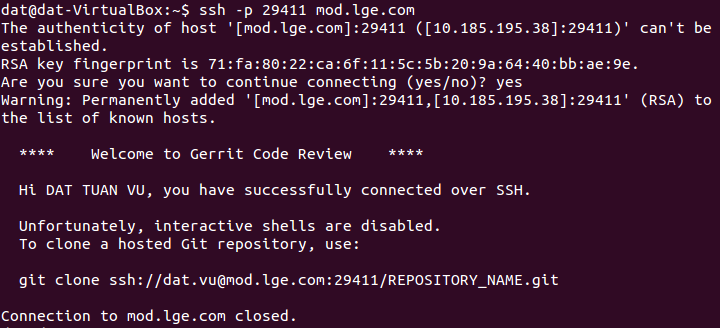 dat@dat-VirtualBox:~$ ssh -p 29411 mod.lge.com
The authenticity of host '[mod.lge.com]:29411 ([10.185.195.38]:29411)' can't be
established.
RSA key fingerprint is 71:fa:80:22:ca:6f:11:5c:5b:20:9a:64:40:bb:ae:9e.
Are you sure you want to continue connecting (yes/no)? yes
Warning: Permanently added '[mod.lge.com]:29411,[10.185.195.38]:29411' (RSA) to
the list of known hosts.
**** Welcome to Gerrit Code Review ****
Hi DAT TUAN VU, you have successfully connected over SSH.
Unfortunately, interactive shells are disabled.
To clone a hosted Git repository, use:
git clone ssh://dat.vu@mod.lge.com:29411/REPOSITORY_NAME.git
Connection to mod.lge.com closed.